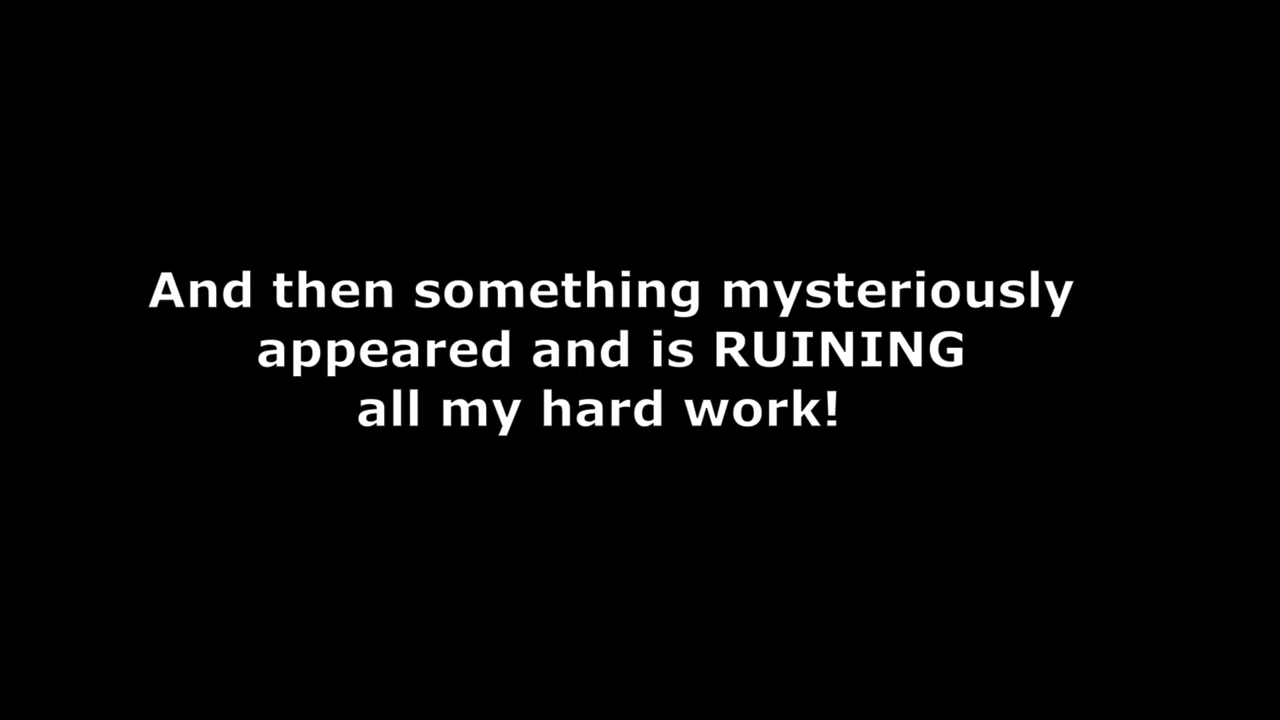 And then something mysteriously
appeared and is RUINING
all my hard work!